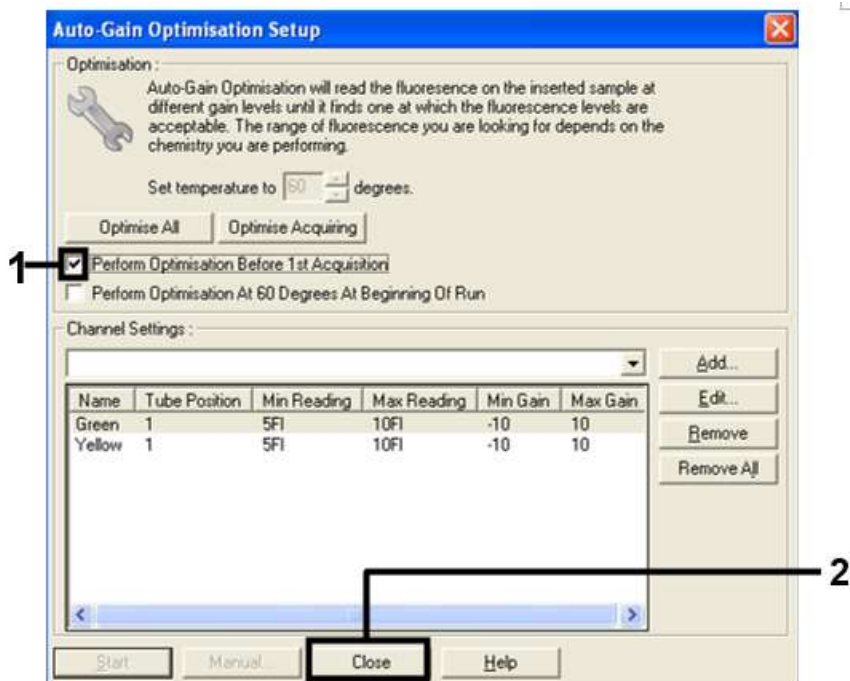 Auto-Gain Optimisation Setup
Optimisation :
Auto-Gain Optimisation will read the fluoresence on the inserted sample at
different gain levels until it finds one at which the fluorescence levels are
acceptable. The range of fluorescence you are looking for depends on the
chemistry you are performing.
Set temperature to 60 degrees.
Optimise All Optimise Acquiring
1
Perform Optimisation Before 1st Acquisition
Perform Optimisation At 60 Degrees At Beginning Of Run
Channel Settings :
Add...
Name Tube Position Min Reading Max Reading Min Gain Max Gain
Edit...
Green 1 5Fl 10Fl -10 10
Remove
Yellow 1 5Fl 10Fl -10 10
Remove All
2
Start Manual... Close Help